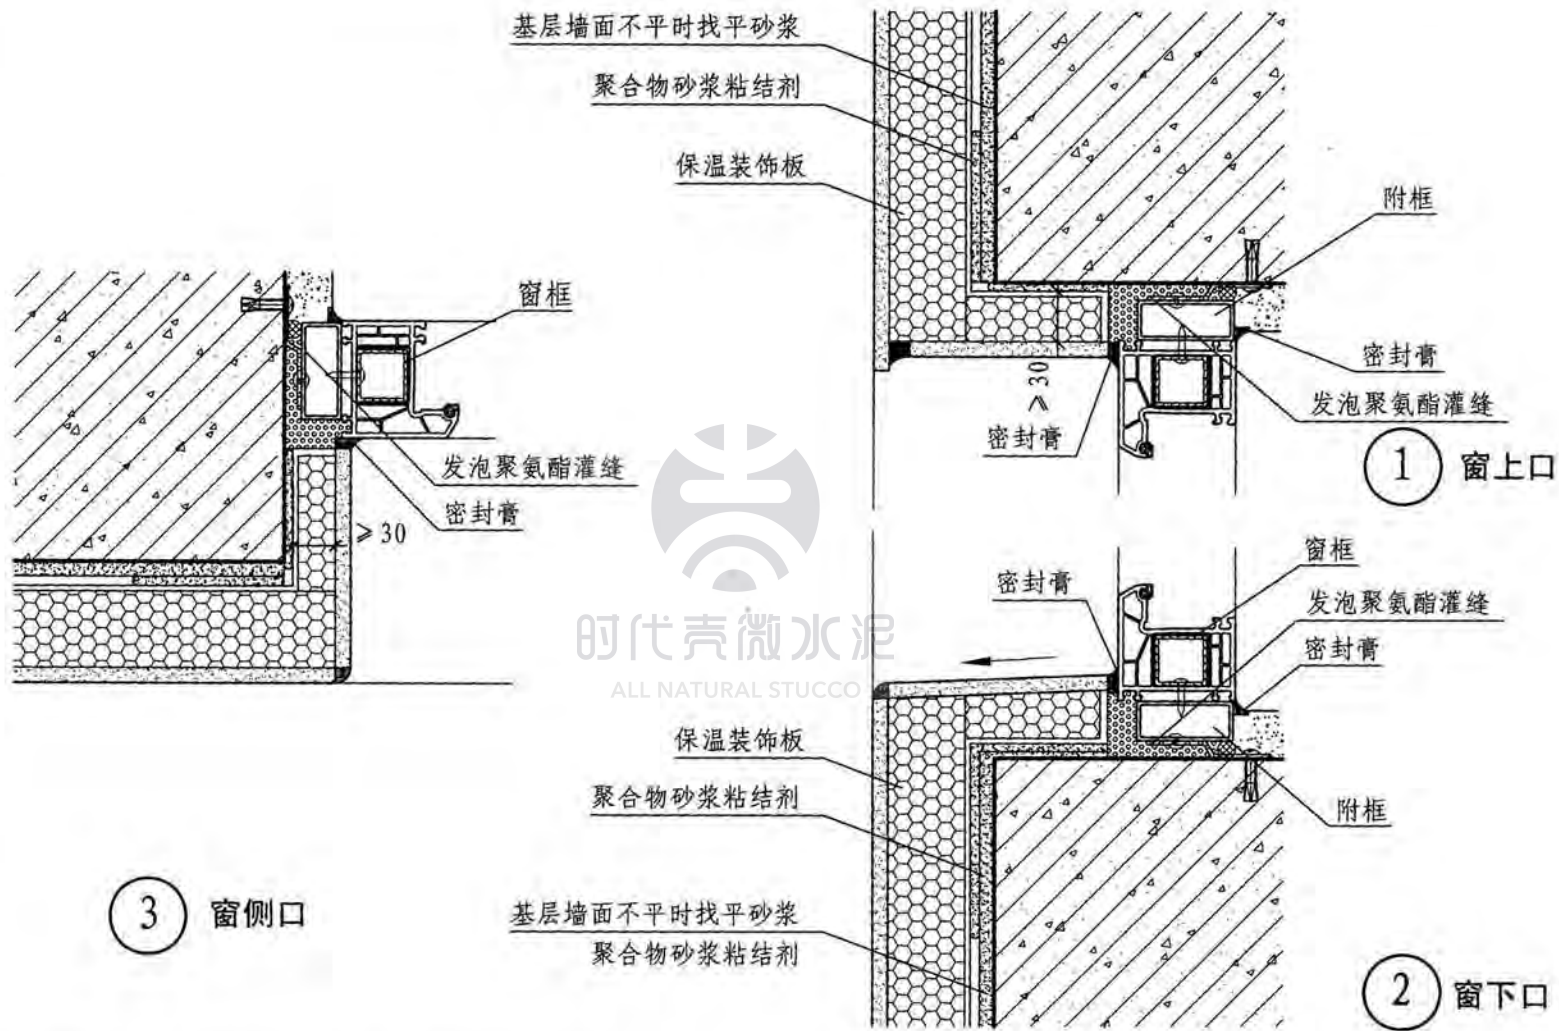 基层墙面不平时找平砂浆
聚合物砂浆粘结剂
保温装饰板
附框
密封膏
发泡聚氨酯灌缝
≥30
密封膏
1 窗上口
窗框
发泡聚氨酯灌缝
密封膏
≥30
时代壳微水泥
ALL NATURAL STUCCO
窗框
密封膏
发泡聚氨酯灌缝
密封膏
保温装饰板
聚合物砂浆粘结剂
附框
基层墙面不平时找平砂浆
聚合物砂浆粘结剂
3 窗侧口
2 窗下口